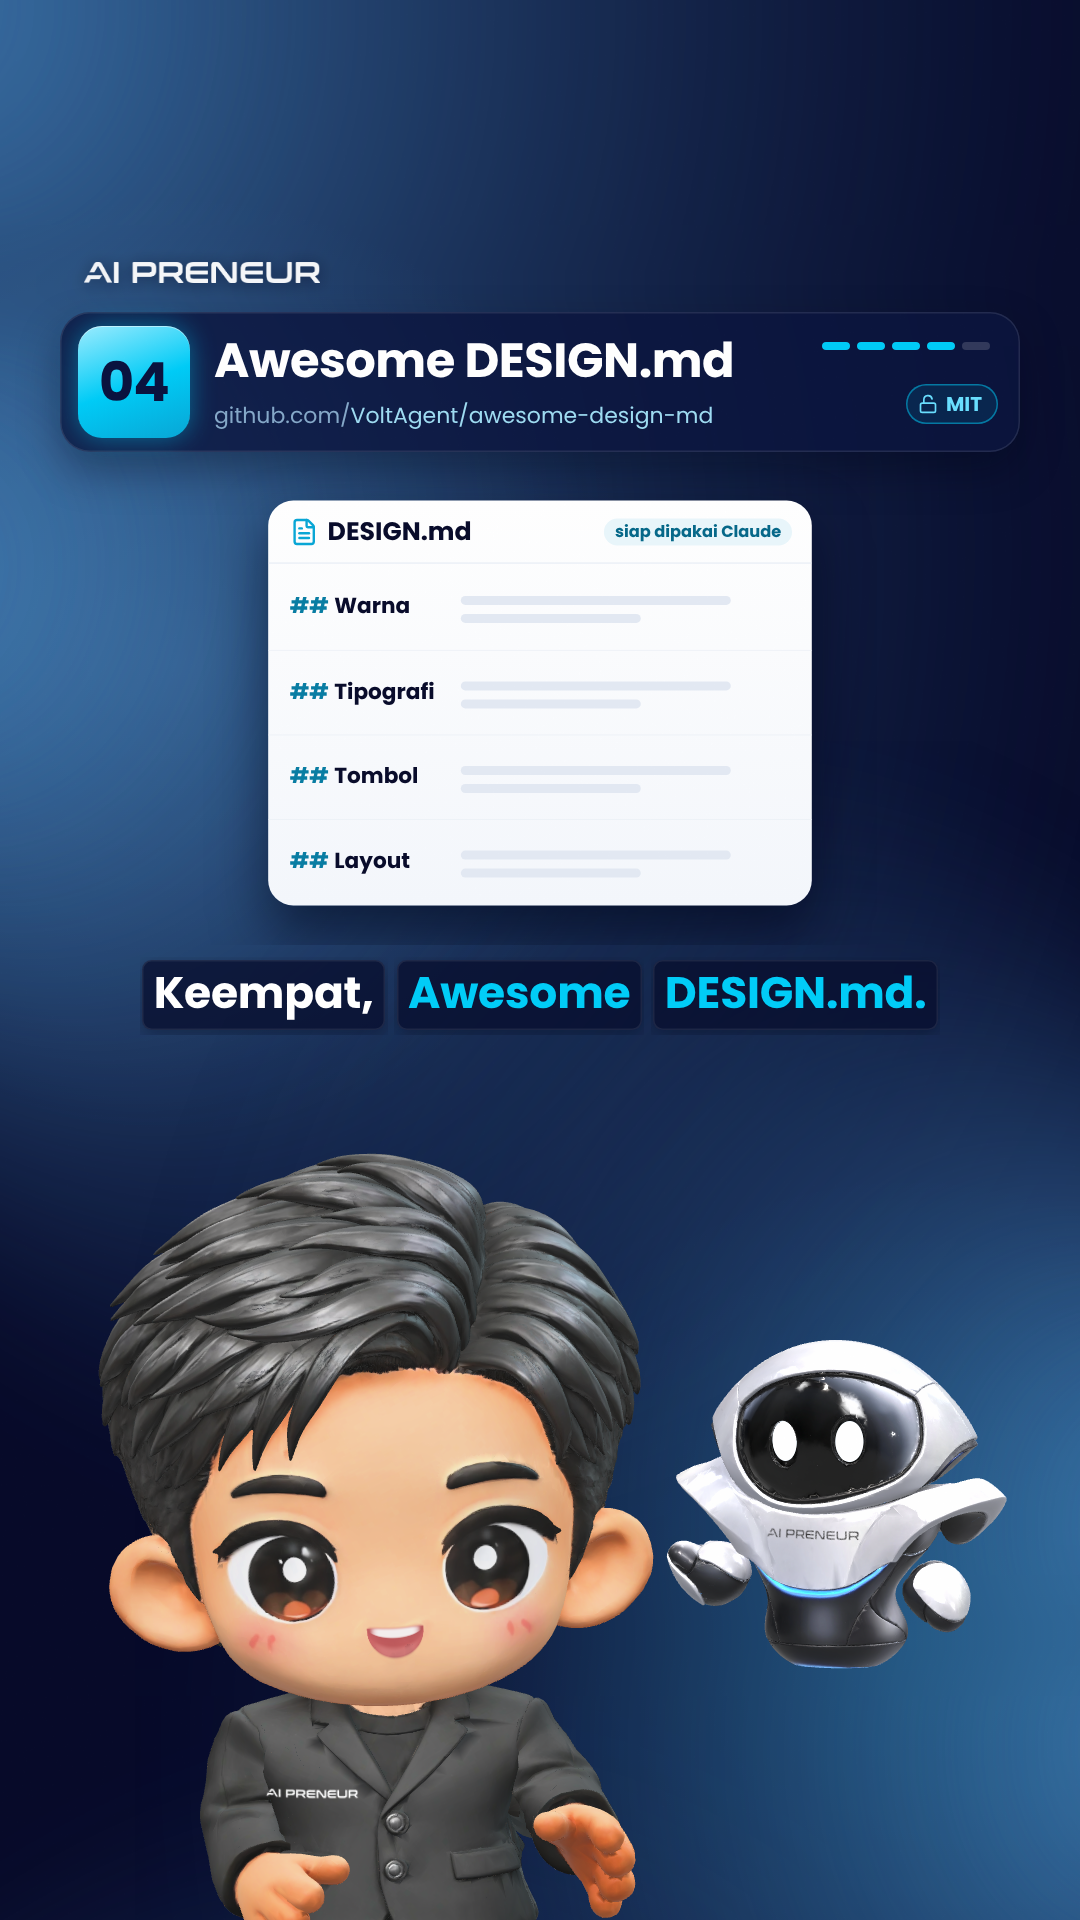 AI PRENEUR
04
Awesome DESIGN.md
github.com/VoltAgent/awesome-design-md
MIT
DESIGN.md
siap dipakai Claude
## Warna
## Tipografi
## Tombol
## Layout
Keempat, Awesome DESIGN.md.
AI PRENEUR
AI PRENEUR